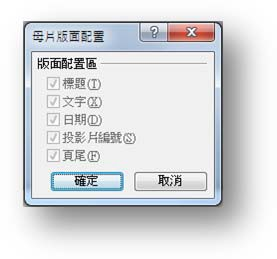 母片版面配置
版面配置區
標題(T)
文字(X)
日期(D)
投影片編號(S)
頁尾(F)
確定 取消